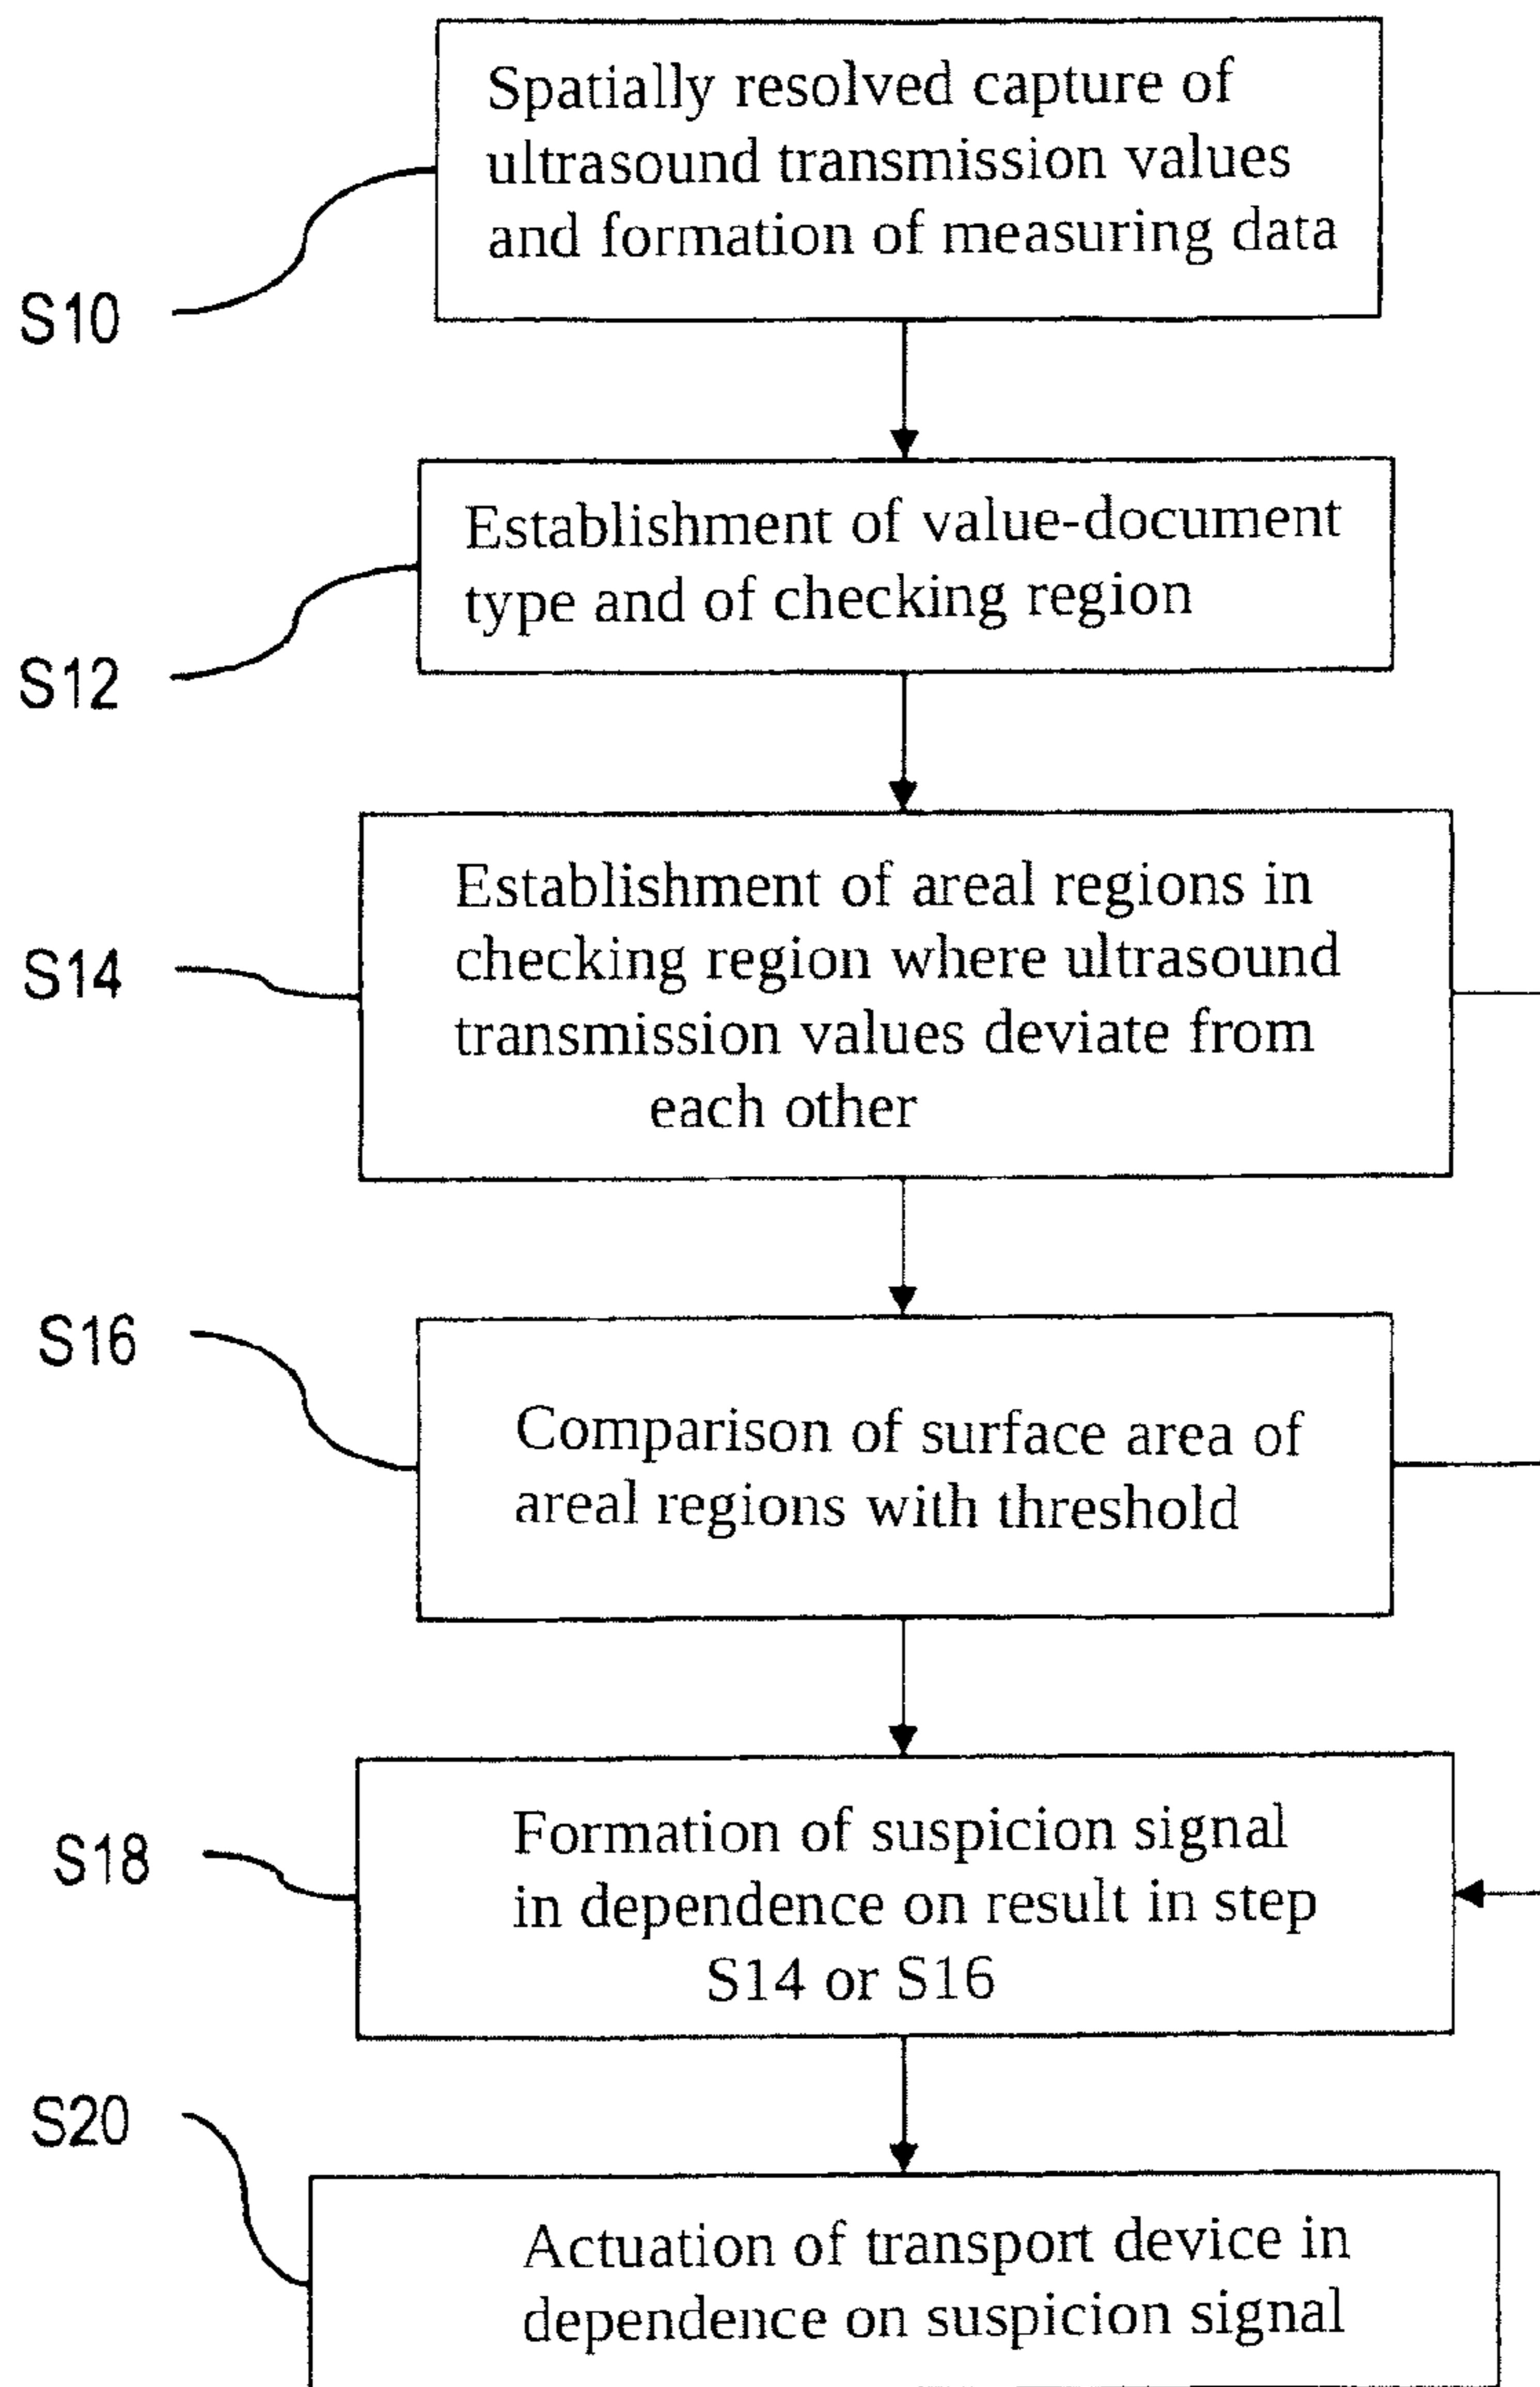 Spatially resolved capture of
ultrasound transmission values
and formation of measuring data
S10
Establishment of value-document
type and of checking region
S12
Establishment of areal regions in
checking region where ultrasound
transmission values deviate from
each other
S14
S16
Comparison of surface area of
areal regions with threshold
Formation of suspicion signal
in dependence on result in step
S14 or S16
S18
S20
Actuation of transport device in
dependence on suspicion signal